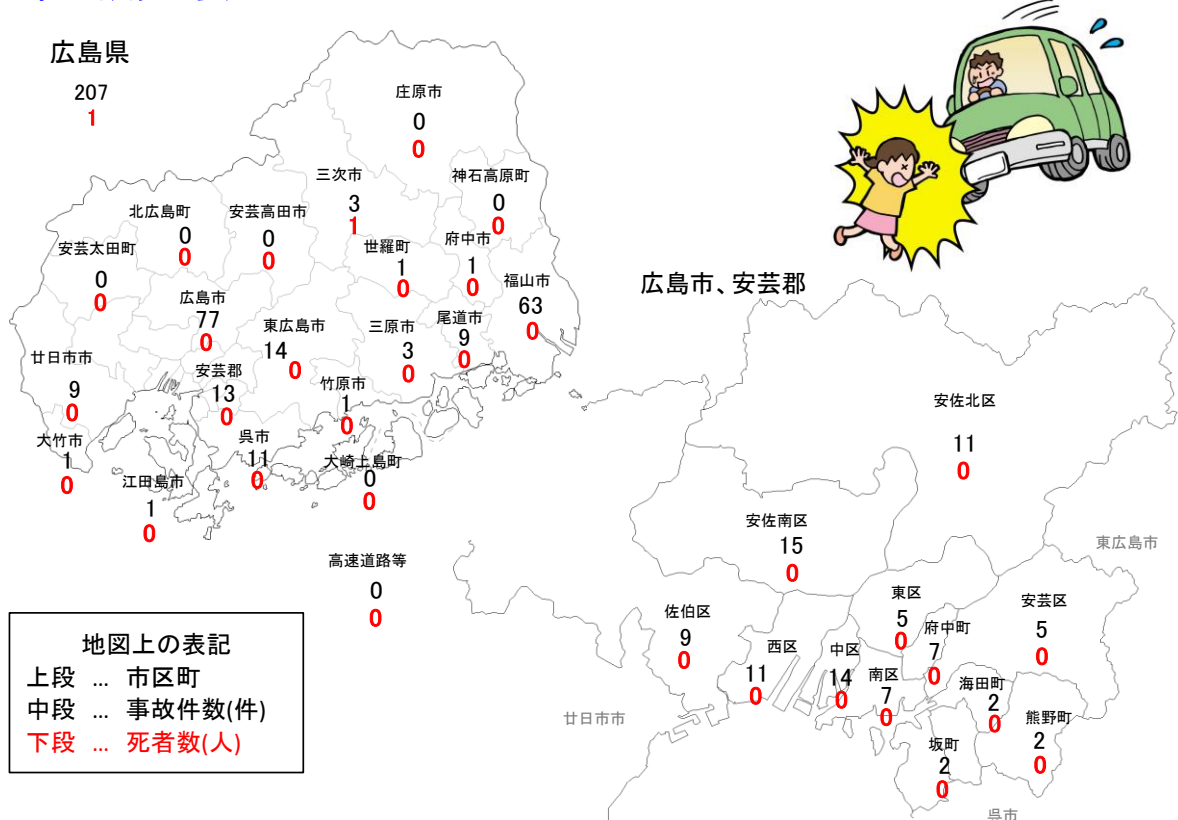 広島県
207
1
庄原市
0
0
三次市
3
1
神石高原町
0
0
北広島町
0
0
安芸高田市
0
0
安芸太田町
0
0
世羅町
1
0
府中市
1
0
福山市
63
0
広島市
77
0
東広島市
14
0
三原市
3
0
尾道市
9
0
廿日市市
9
0
安芸郡
13
0
竹原市
1
0
大竹市
1
0
呉市
11
0
大崎上島町
0
0
江田島市
1
0
高速道路等
0
0
地図上の表記
上段 … 市区町
中段 … 事故件数(件)
下段 … 死者数(人)
広島市、安芸郡
安佐北区
11
0
安佐南区
15
0
東広島市
佐伯区
9
0
西区
11
0
中区
14
0
東区
5
0
南区
7
0
府中町
7
0
安芸区
5
0
海田町
2
0
熊野町
2
0
坂町
2
0
廿日市市
呉市